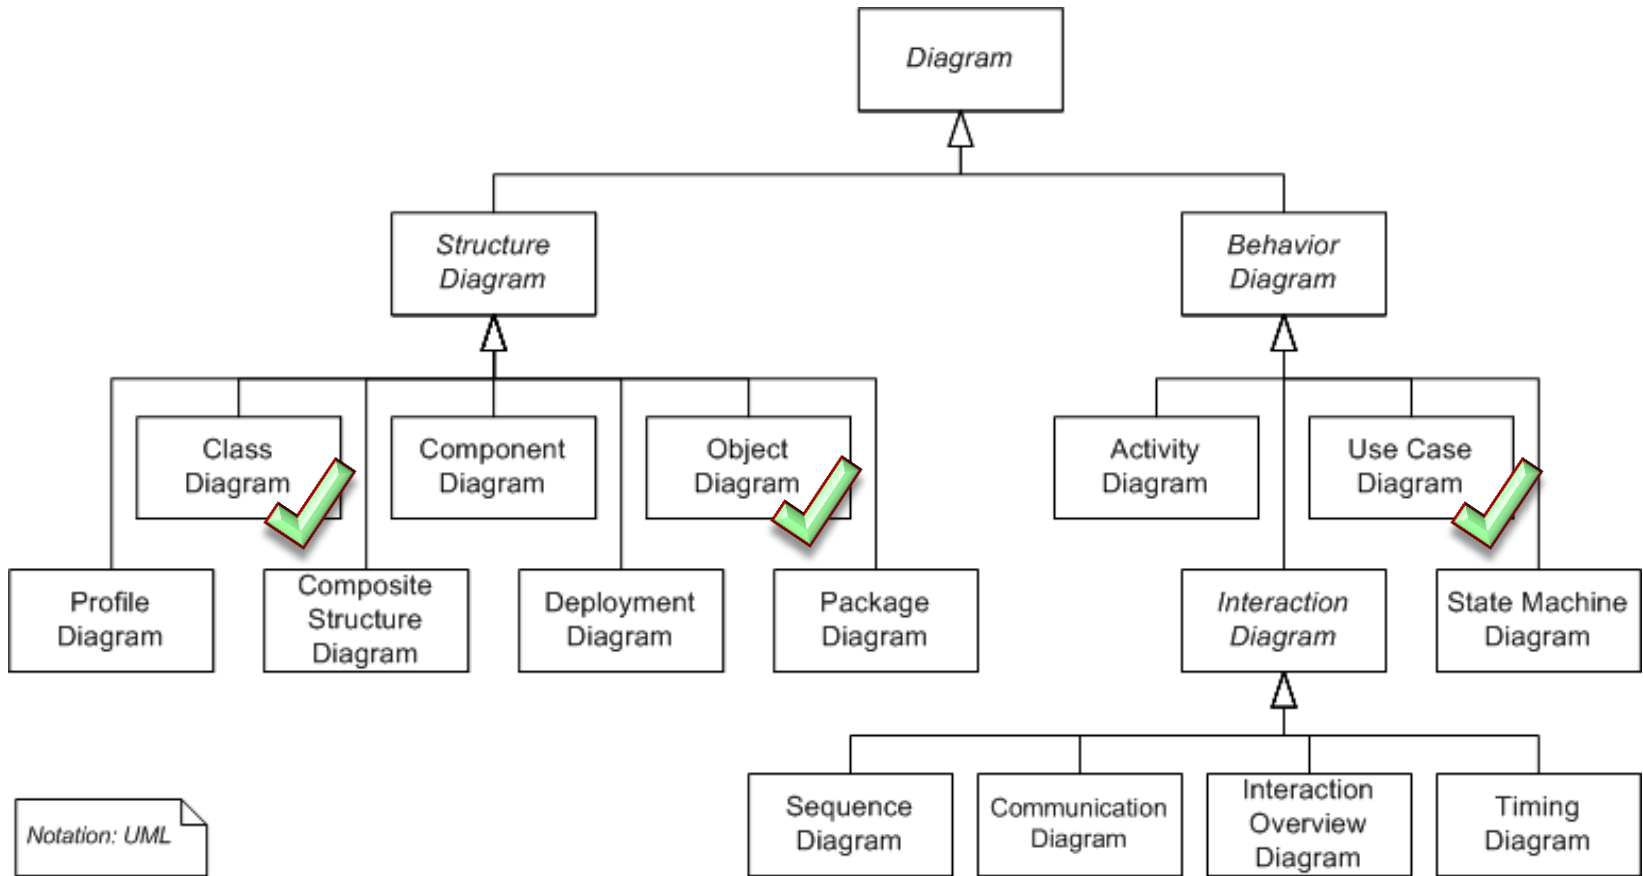 Diagram
Structure
Diagram
Behavior
Diagram
Class
Diagram
Component
Diagram
Object
Diagram
Activity
Diagram
Use Case
Diagram
Profile
Diagram
Composite
Structure
Diagram
Deployment
Diagram
Package
Diagram
Interaction
Diagram
State Machine
Diagram
Sequence
Diagram
Communication
Diagram
Interaction
Overview
Diagram
Timing
Diagram
Notation: UML